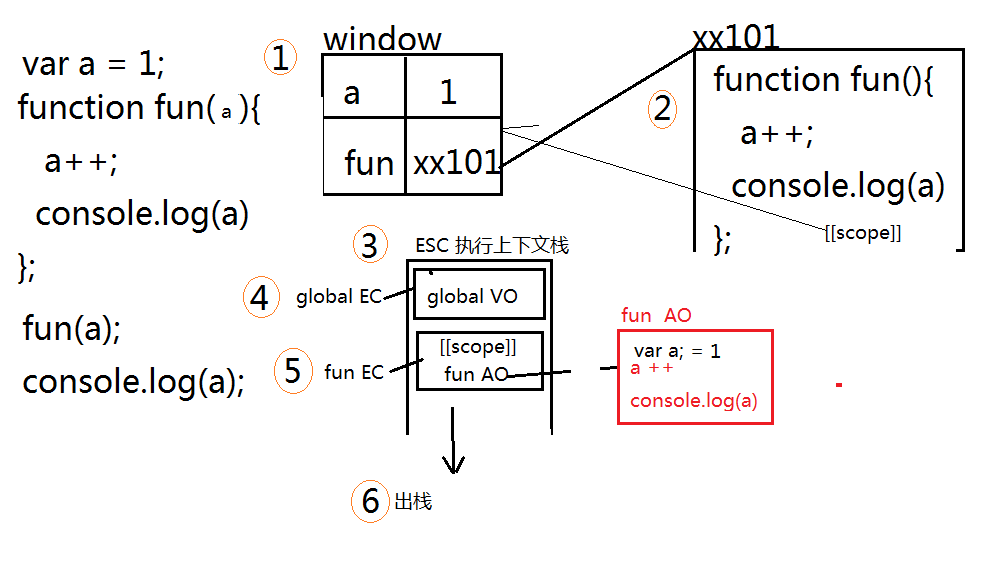 var a = 1;
function fun( a ){
a++;
console.log(a)
};
fun(a);
console.log(a);
① window
a 1
fun xx101
xx101
② function fun(){
a++;
console.log(a)
};
[[scope]]
③ ESC 执行上下文栈
④ global EC global VO
[[scope]]
⑤ fun EC fun AO
fun AO
var a; = 1
a ++
console.log(a)
⑥ 出栈